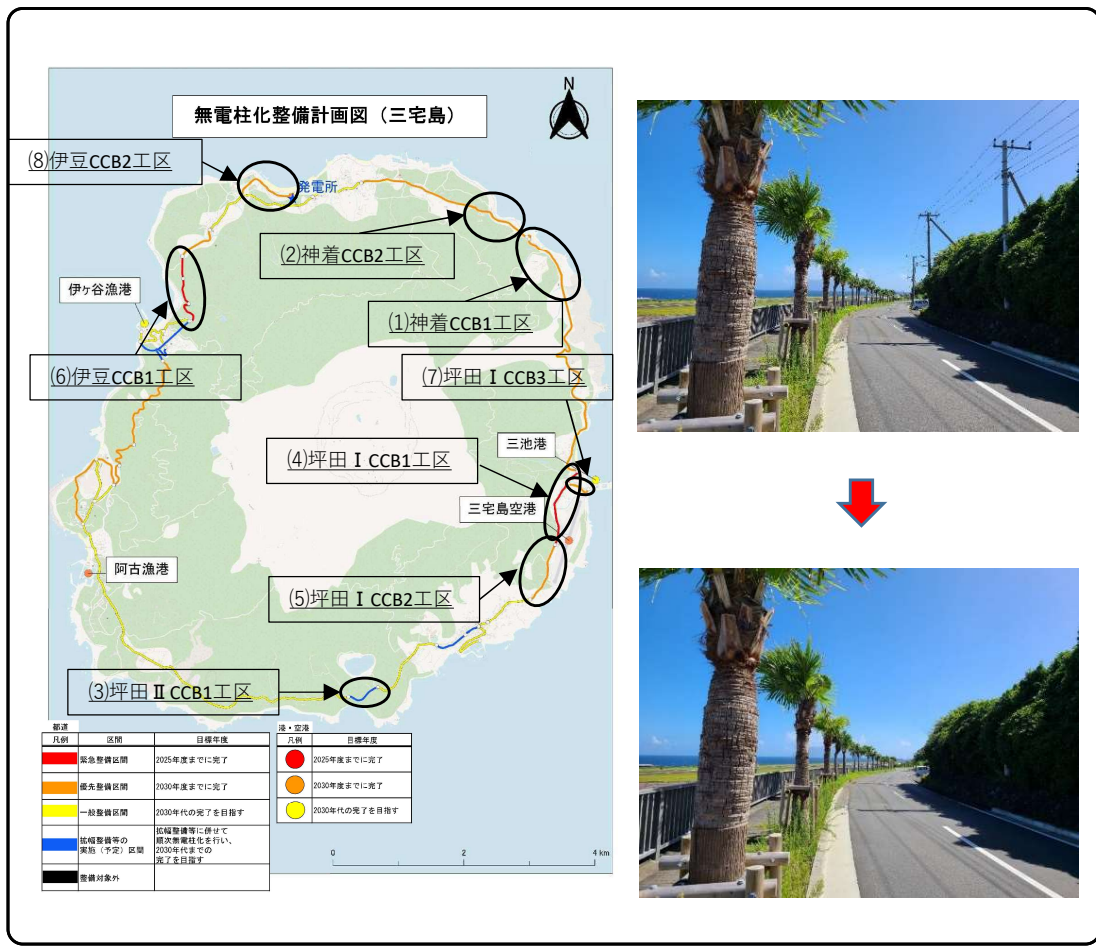 無電柱化整備計画図（三宅島）
N
⑻伊豆CCB2工区
発電所
⑵神着CCB2工区
伊ヶ谷漁港
⑴神着CCB1工区
⑹伊豆CCB1工区
⑺坪田ⅠCCB3工区
三池港
⑷坪田ⅠCCB1工区
三宅島空港
阿古漁港
⑸坪田ⅠCCB2工区
⑶坪田ⅡCCB1工区
都道
凡例 区間 目標年度
緊急整備区間 2025年度までに完了
優先整備区間 2030年度までに完了
一般整備区間 2030年代の完了を目指す
拡幅整備等の
実施（予定）区間
拡幅整備等に併せて
順次無電柱化を行い、
2030年代までの
完了を目指す
整備対象外
港・空港
凡例 目標年度
2025年度までに完了
2030年度までに完了
2030年代の完了を目指す
0 2 4 km